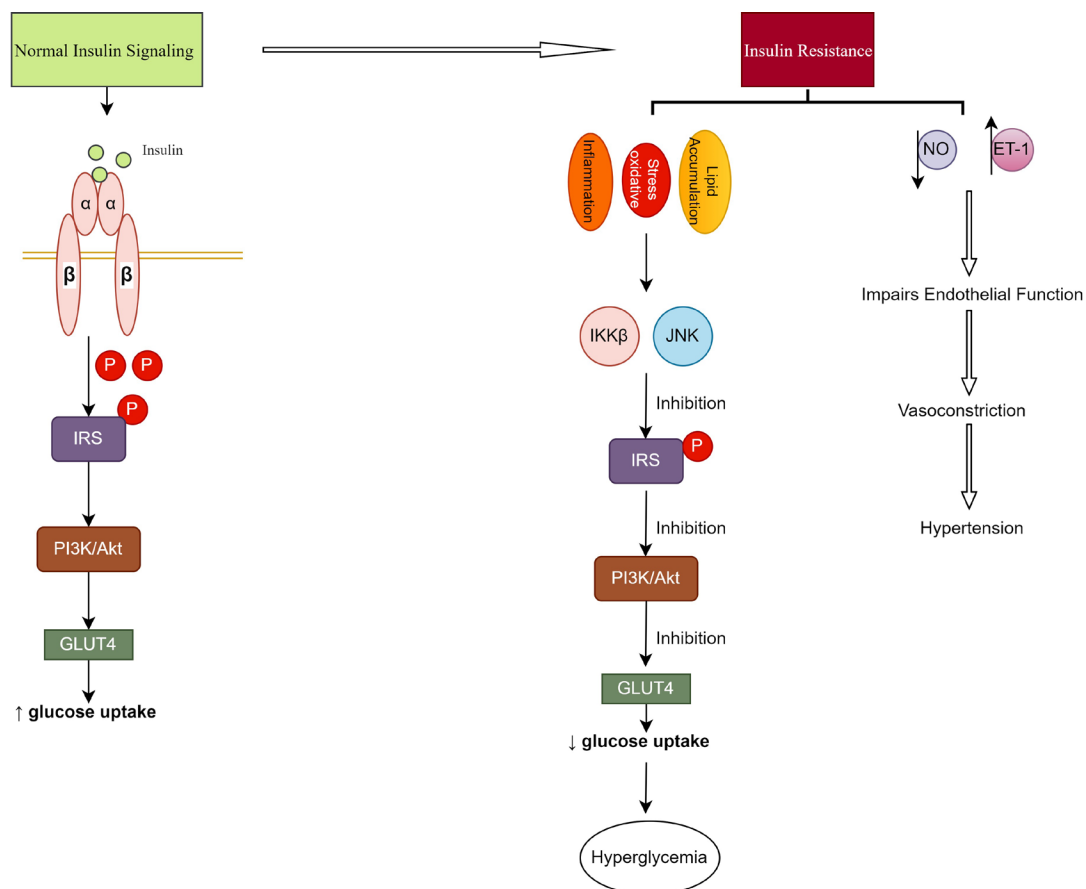 Normal Insulin Signaling
Insulin
α
α
β
β
P
P
P
IRS
PI3K/Akt
GLUT4
↑ glucose uptake
Insulin Resistance
Inflammation
Stress
oxidative
Lipid
Accumulation
IKKβ
JNK
Inhibition
IRS
P
Inhibition
PI3K/Akt
Inhibition
GLUT4
↓ glucose uptake
Hyperglycemia
NO
ET-1
Impairs Endothelial Function
Vasoconstriction
Hypertension